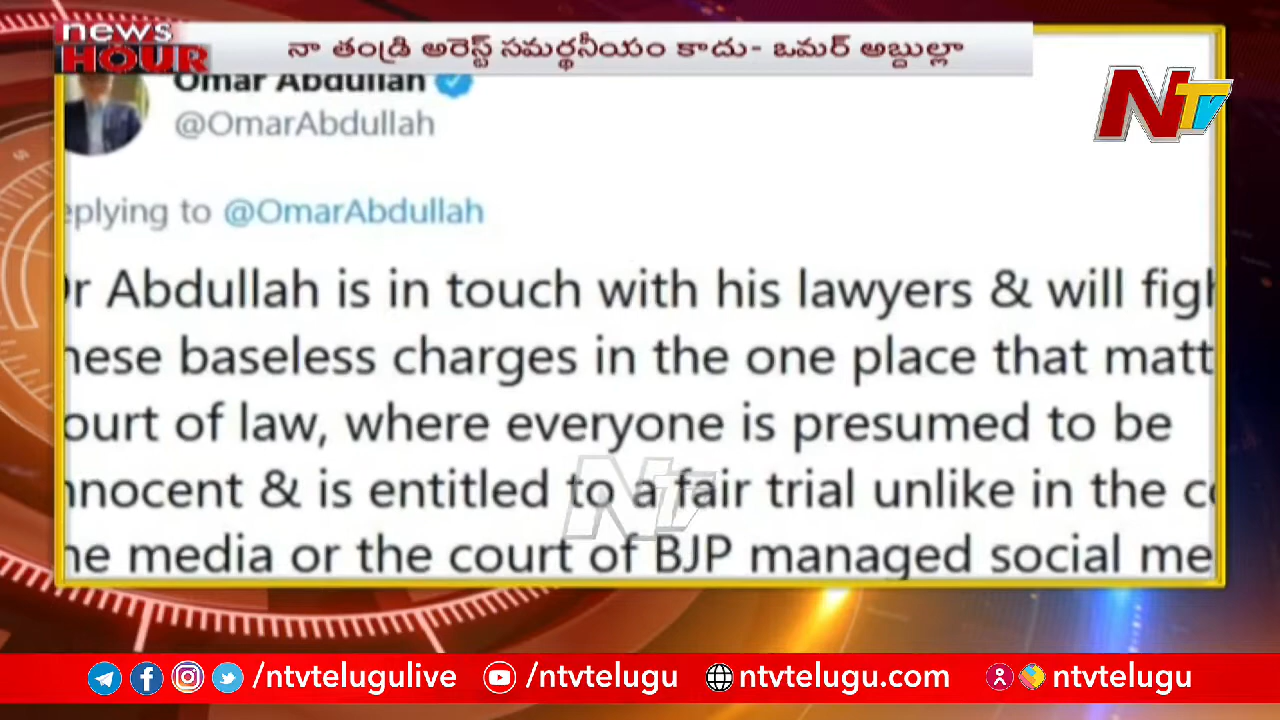 news
HOUR
నా తండ్రి అరెస్ట్ సమర్థనీయం కాదు- ఒమర్ అబ్దుల్లా
NTV
Omar Abdullah
@OmarAbdullah
eplying to @OmarAbdullah
r Abdullah is in touch with his lawyers & will figh
hese baseless charges in the one place that matt
ourt of law, where everyone is presumed to be
nnocent & is entitled to a fair trial unlike in the co
he media or the court of BJP managed social me
NTV
/ntvtelugulive
/ntvtelugu
ntvtelugu.com
ntvtelugu